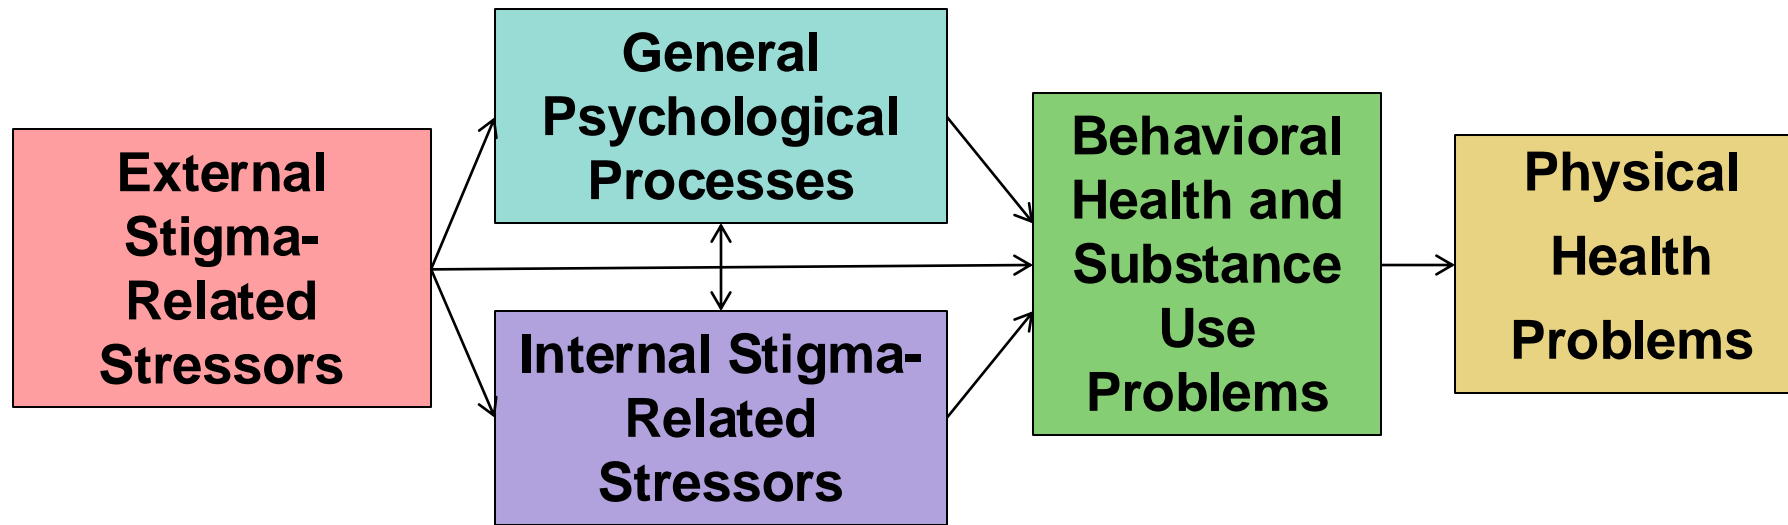 External
Stigma-
Related
Stressors
General
Psychological
Processes
Internal Stigma-
Related
Stressors
Behavioral
Health and
Substance
Use
Problems
Physical
Health
Problems